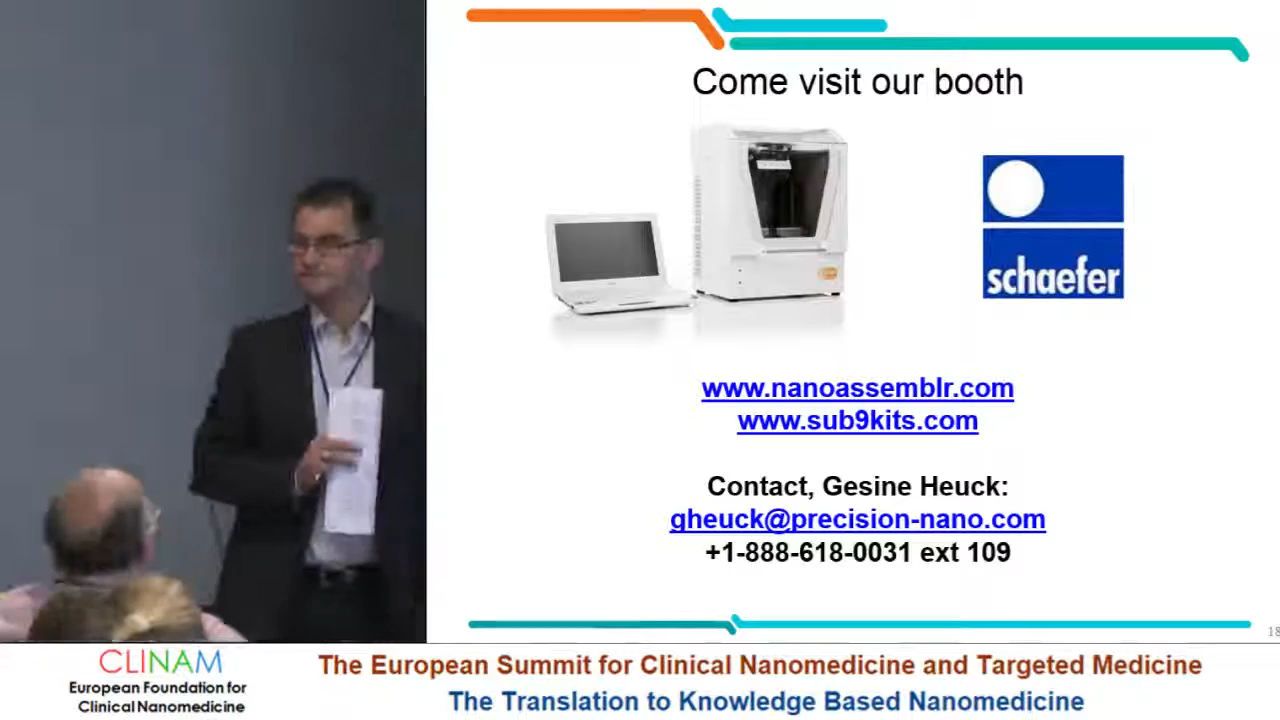 Come visit our booth
schaefer
www.nanoassemblr.com
www.sub9kits.com
Contact, Gesine Heuck:
gheuck@precision-nano.com
+1-888-618-0031 ext 109
18
CLINAM
European Foundation for
Clinical Nanomedicine
The European Summit for Clinical Nanomedicine and Targeted Medicine
The Translation to Knowledge Based Nanomedicine